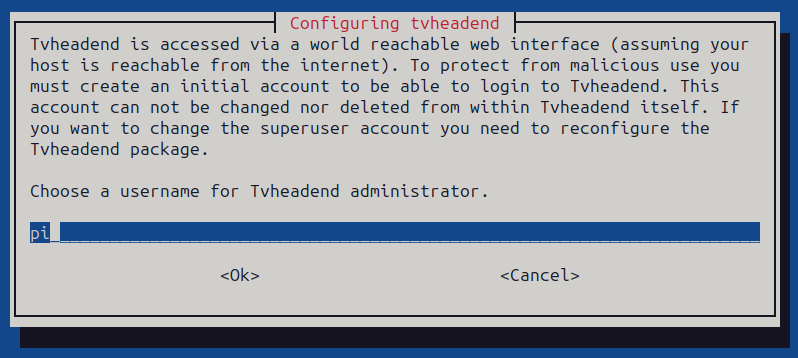 Configuring tvheadend
Tvheadend is accessed via a world reachable web interface (assuming your
host is reachable from the internet). To protect from malicious use you
must create an initial account to be able to login to Tvheadend. This
account can not be changed nor deleted from within Tvheadend itself. If
you want to change the superuser account you need to reconfigure the
Tvheadend package.
Choose a username for Tvheadend administrator.
pi
<Ok> <Cancel>